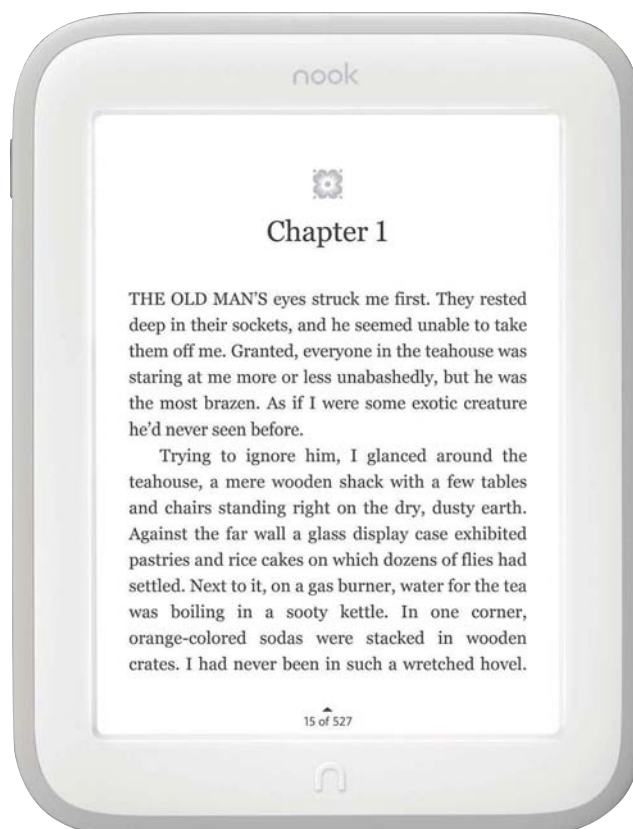 nook
Chapter 1
THE OLD MAN’S eyes struck me first. They rested
deep in their sockets, and he seemed unable to take
them off me. Granted, everyone in the teahouse was
staring at me more or less unabashedly, but he was
the most brazen. As if I were some exotic creature
he’d never seen before.
Trying to ignore him, I glanced around the
teahouse, a mere wooden shack with a few tables
and chairs standing right on the dry, dusty earth.
Against the far wall a glass display case exhibited
pastries and rice cakes on which dozens of flies had
settled. Next to it, on a gas burner, water for the tea
was boiling in a sooty kettle. In one corner,
orange-colored sodas were stacked in wooden
crates. I had never been in such a wretched hovel.
15 of 527
n